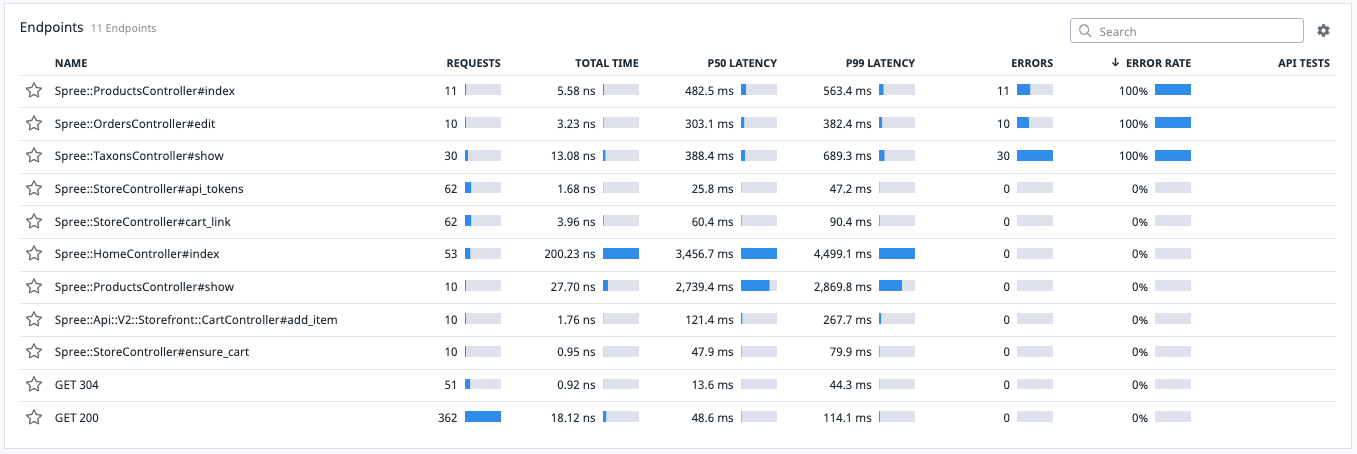 Endpoints 11 Endpoints
Search
NAME REQUESTS TOTAL TIME P50 LATENCY P99 LATENCY ERRORS ↓ ERROR RATE API TESTS
Spree::ProductsController#index 11 5.58 ns 482.5 ms 563.4 ms 11 100%
Spree::OrdersController#edit 10 3.23 ns 303.1 ms 382.4 ms 10 100%
Spree::TaxonsController#show 30 13.08 ns 388.4 ms 689.3 ms 30 100%
Spree::StoreController#api_tokens 62 1.68 ns 25.8 ms 47.2 ms 0 0%
Spree::StoreController#cart_link 62 3.96 ns 60.4 ms 90.4 ms 0 0%
Spree::HomeController#index 53 200.23 ns 3,456.7 ms 4,499.1 ms 0 0%
Spree::ProductsController#show 10 27.70 ns 2,739.4 ms 2,869.8 ms 0 0%
Spree::Api::V2::Storefront::CartController#add_item 10 1.76 ns 121.4 ms 267.7 ms 0 0%
Spree::StoreController#ensure_cart 10 0.95 ns 47.9 ms 79.9 ms 0 0%
GET 304 51 0.92 ns 13.6 ms 44.3 ms 0 0%
GET 200 362 18.12 ns 48.6 ms 114.1 ms 0 0%